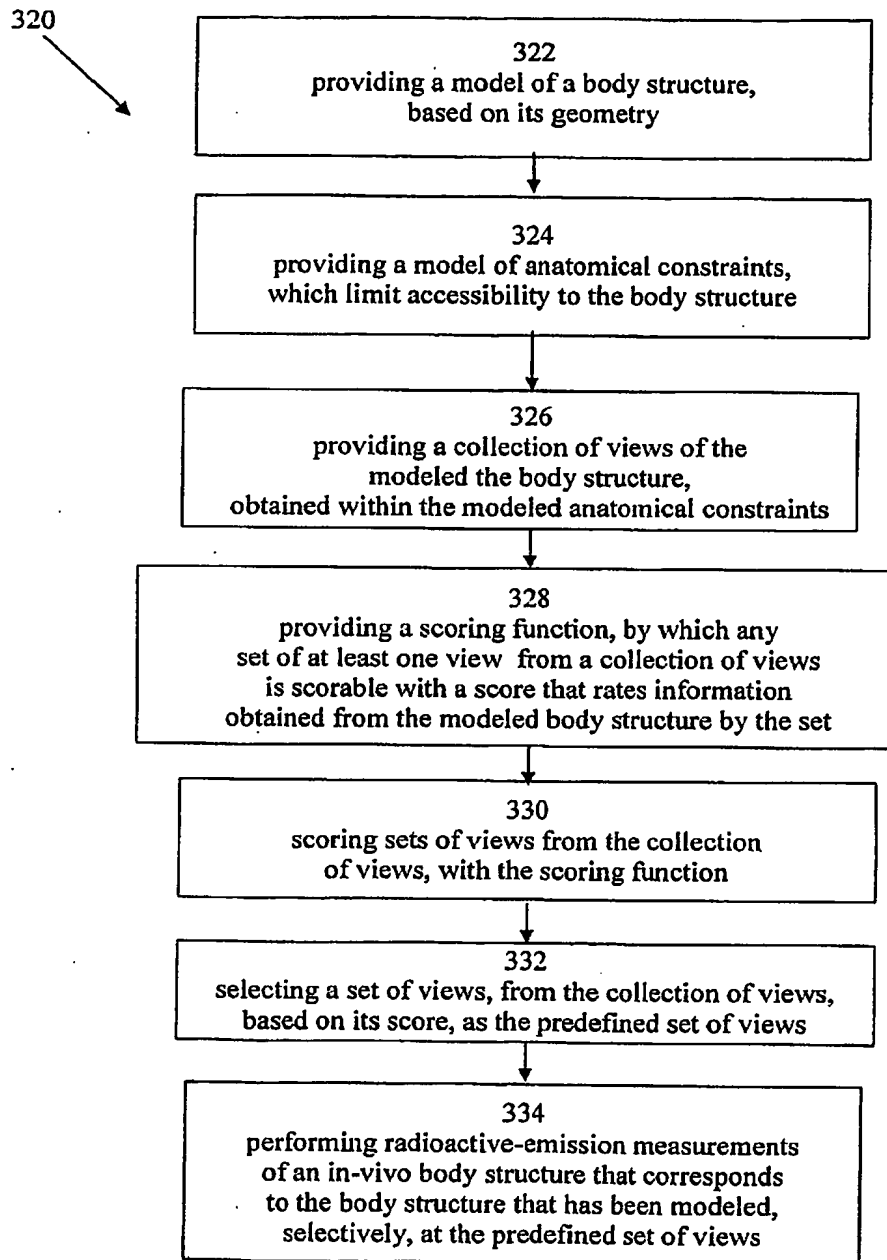 320
322
providing a model of a body structure,
based on its geometry
324
providing a model of anatomical constraints,
which limit accessibility to the body structure
326
providing a collection of views of the
modeled the body structure,
obtained within the modeled anatomical constraints
328
providing a scoring function, by which any
set of at least one view from a collection of views
is scorable with a score that rates information
obtained from the modeled body structure by the set
330
scoring sets of views from the collection
of views, with the scoring function
332
selecting a set of views, from the collection of views,
based on its score, as the predefined set of views
334
performing radioactive-emission measurements
of an in-vivo body structure that corresponds
to the body structure that has been modeled,
selectively, at the predefined set of views